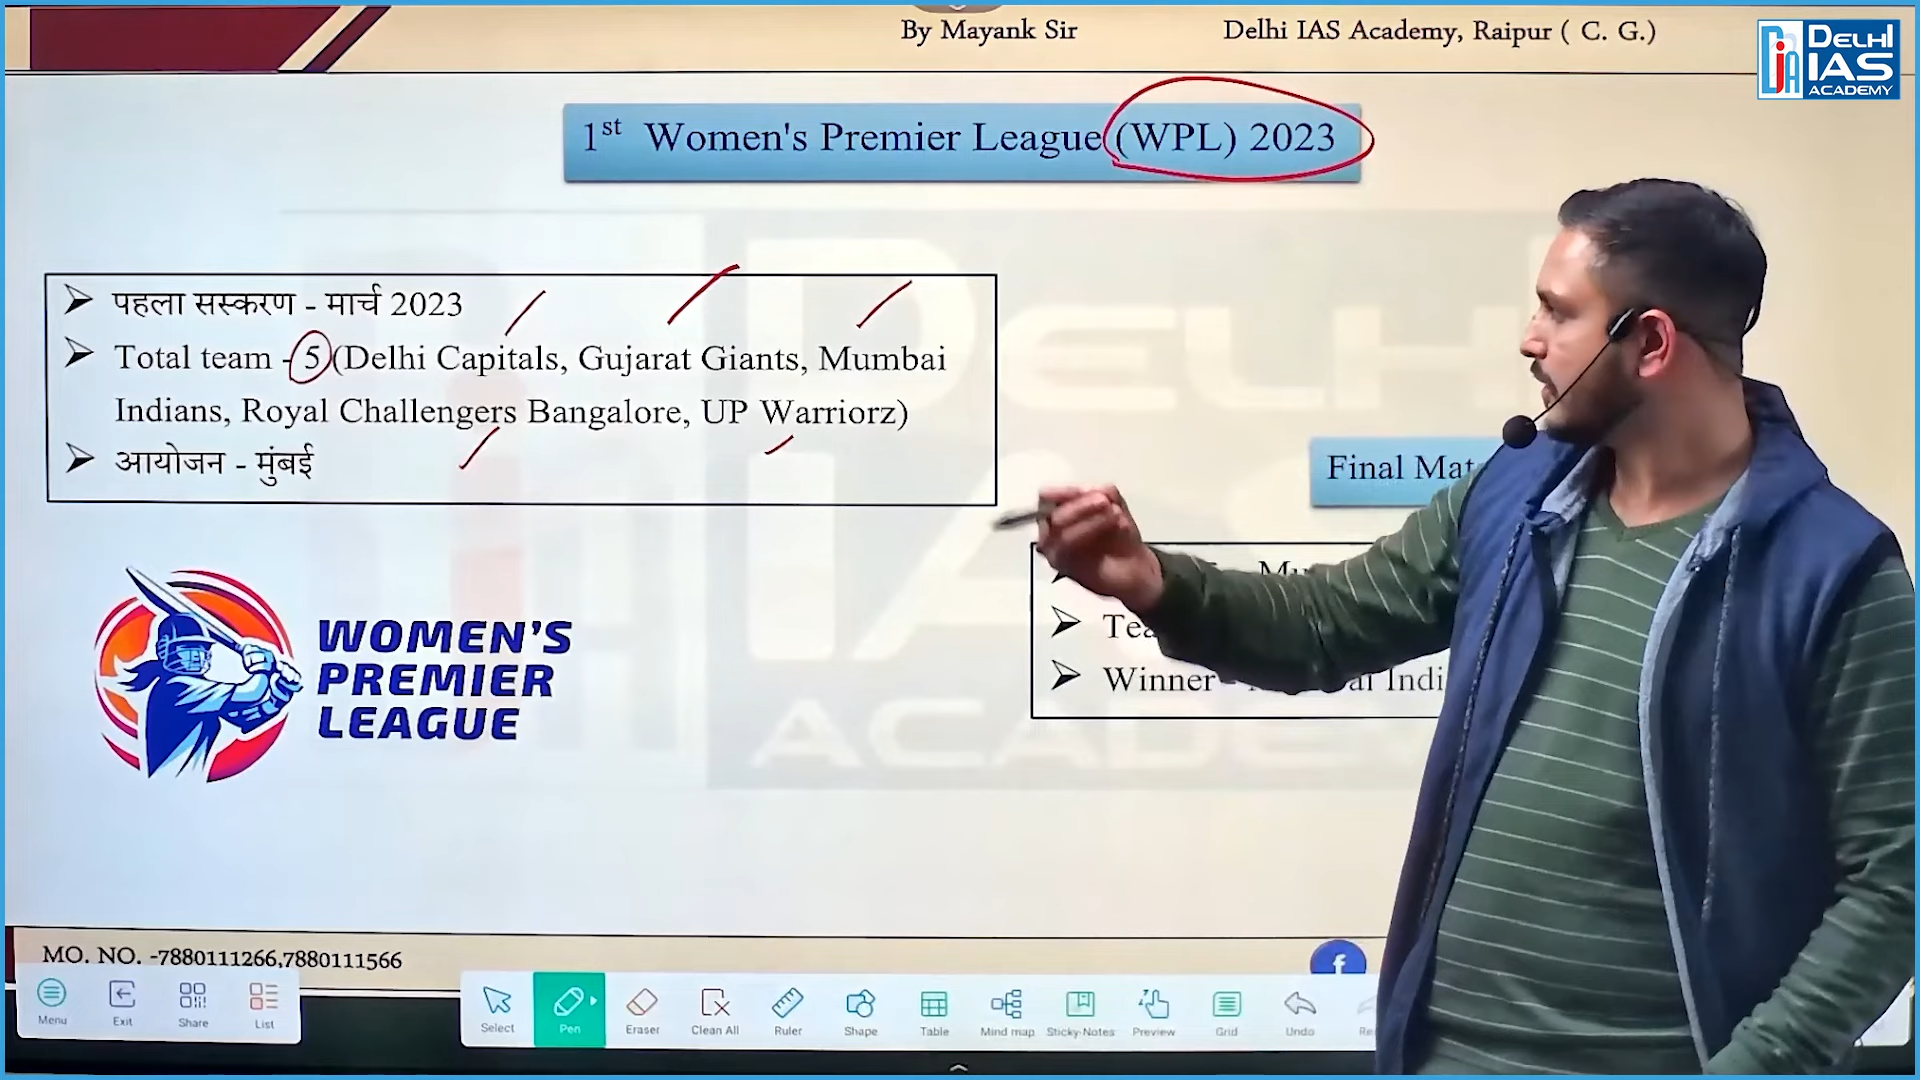 By Mayank Sir
Delhi IAS Academy, Raipur ( C. G.)
DELHI
IAS
ACADEMY
1st Women's Premier League (WPL) 2023
पहला सस्करण - मार्च 2023
Total team - 5 (Delhi Capitals, Gujarat Giants, Mumbai
Indians, Royal Challengers Bangalore, UP Warriorz)
आयोजन - मुंबई
Final
Winner -
WOMEN'S
PREMIER
LEAGUE
DELHI
IAS
ACADEMY
MO. NO. -7880111266,7880111566
f
Menu
Exit
Share
List
Select
Pen
Eraser
Clean All
Ruler
Shape
Table
Mind map
Sticky-Notes
Preview
Grid
Undo